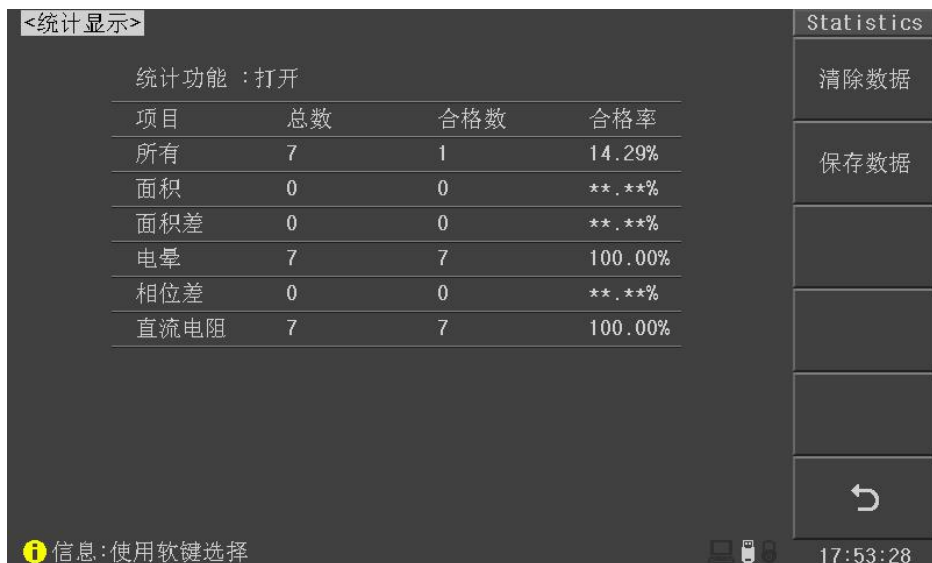 <统计显示>
Statistics
统计功能 :打开
清除数据
项目 总数 合格数 合格率
所有 7 1 14.29%
保存数据
面积 0 0 **.**%
面积差 0 0 **.**%
电晕 7 7 100.00%
相位差 0 0 **.**%
直流电阻 7 7 100.00%
信息:使用软键选择
17:53:28